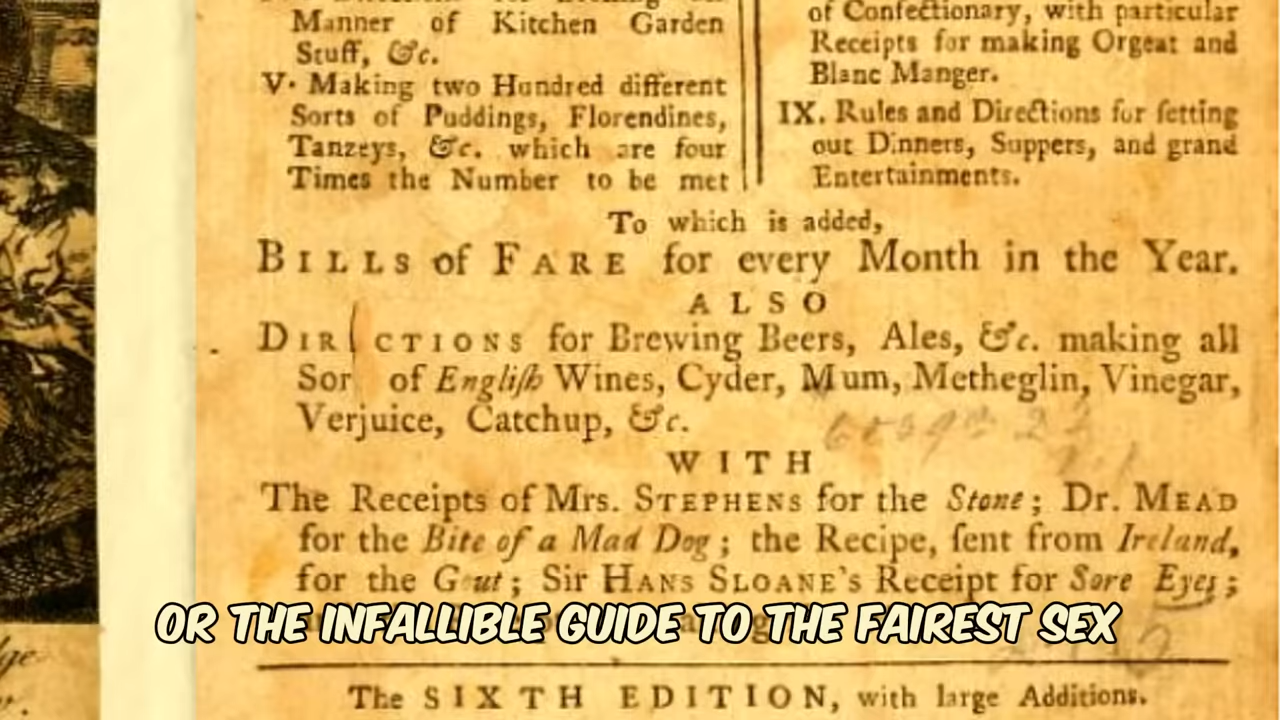 Manner of Kitchen Garden
Stuff, &c.
V. Making two Hundred different
Sorts of Puddings, Florendines,
Tanzeys, &c. which are four
Times the Number to be met
of Confectionary, with particular
Receipts for making Orgeat and
Blanc Manger.
IX. Rules and Directions for ſetting
out Dinners, Suppers, and grand
Entertainments.
To which is added,
BILLS of FARE for every Month in the Year.
ALSO
DIR CTIONS for Brewing Beers, Ales, &c. making all
Sor of Engliſh Wines, Cyder, Mum, Metheglin, Vinegar,
Verjuice, Catchup, &c.
WITH
The Receipts of Mrs. STEPHENS for the Stone; Dr. MEAD
for the Bite of a Mad Dog; the Recipe, ſent from Ireland,
for the G ut; Sir HANS SLOANE'S Receipt for Sore Eyes;
OR THE INFALLIBLE GUIDE TO THE FAIREST SEX
The SIXTH EDITION, with large Additions.